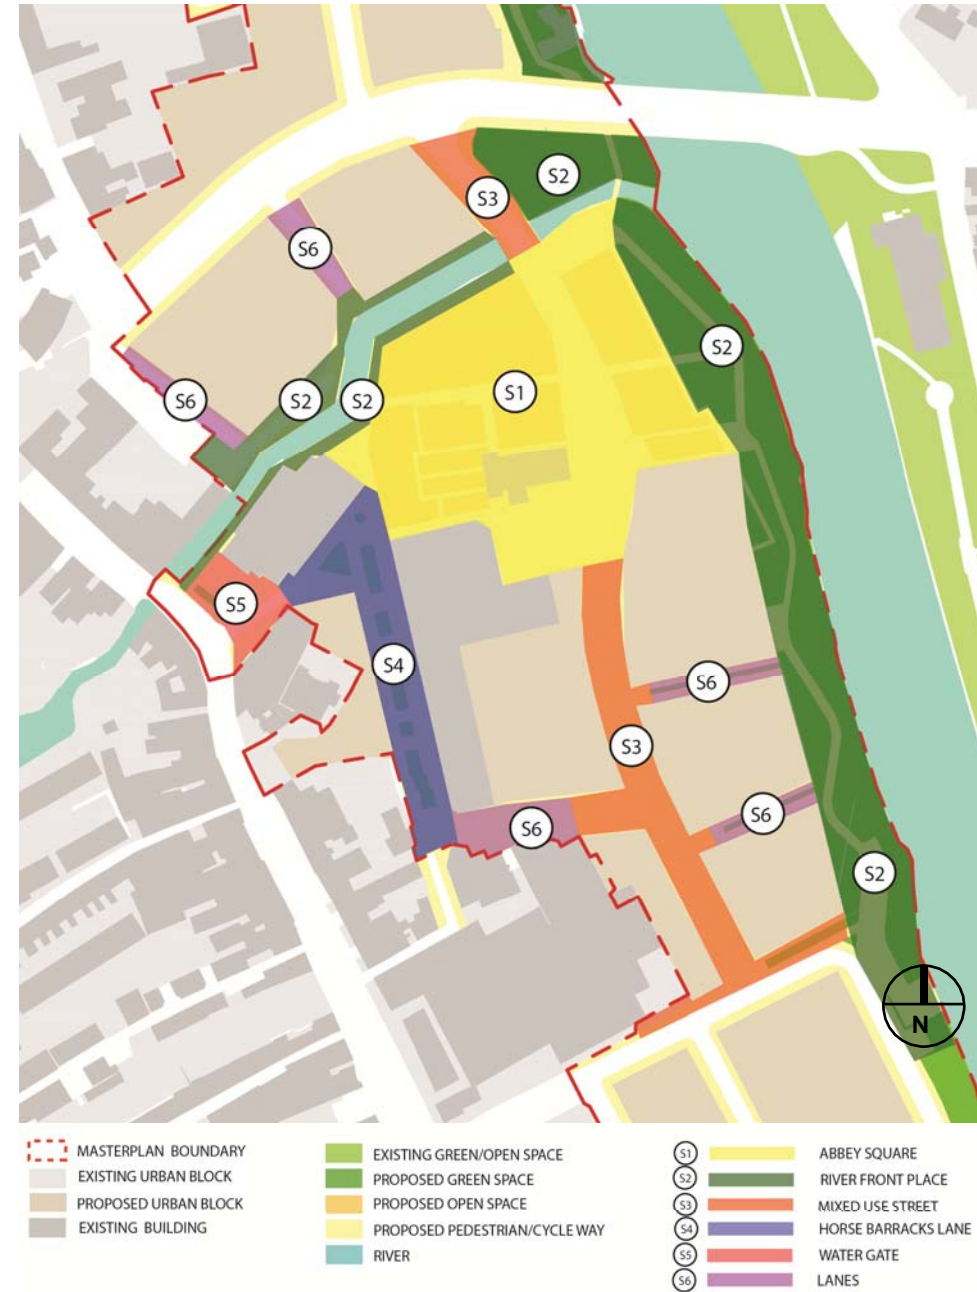 S2
S3
S6
S2
S1
S6
S2
S2
S5
S4
S6
S3
S6
S6
S2
N
MASTERPLAN BOUNDARY
EXISTING URBAN BLOCK
PROPOSED URBAN BLOCK
EXISTING BUILDING
EXISTING GREEN/OPEN SPACE
PROPOSED GREEN SPACE
PROPOSED OPEN SPACE
PROPOSED PEDESTRIAN/CYCLE WAY
RIVER
S1 ABBEY SQUARE
S2 RIVER FRONT PLACE
S3 MIXED USE STREET
S4 HORSE BARRACKS LANE
S5 WATER GATE
S6 LANES